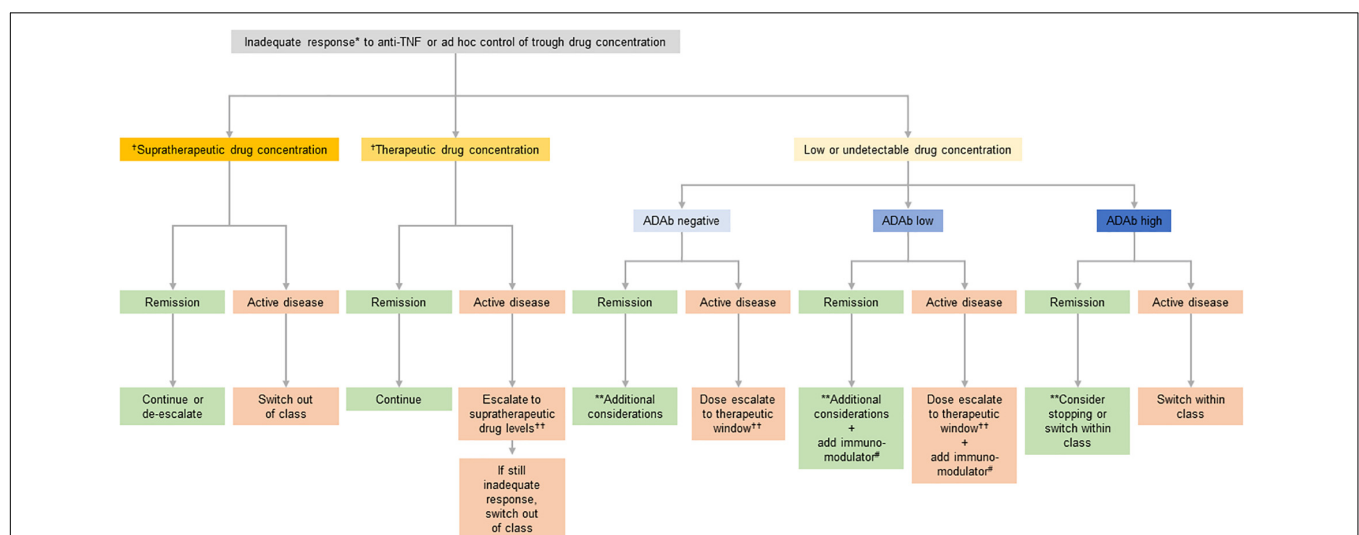 Inadequate response* to anti-TNF or ad hoc control of trough drug concentration
†Supratherapeutic drug concentration
†Therapeutic drug concentration
Low or undetectable drug concentration
ADAb negative
ADAb low
ADAb high
Remission
Active disease
Remission
Active disease
Remission
Active disease
Remission
Active disease
Remission
Active disease
Continue or
de-escalate
Switch out
of class
Continue
Escalate to
supratherapeutic
drug levels††
If still
inadequate
response,
switch out
of class
**Additional
considerations
Dose escalate
to therapeutic
window††
**Additional
considerations
+
add immuno-
modulator#
Dose escalate
to therapeutic
window††
+
add immuno-
modulator#
**Consider
stopping or
switch within
class
Switch within
class